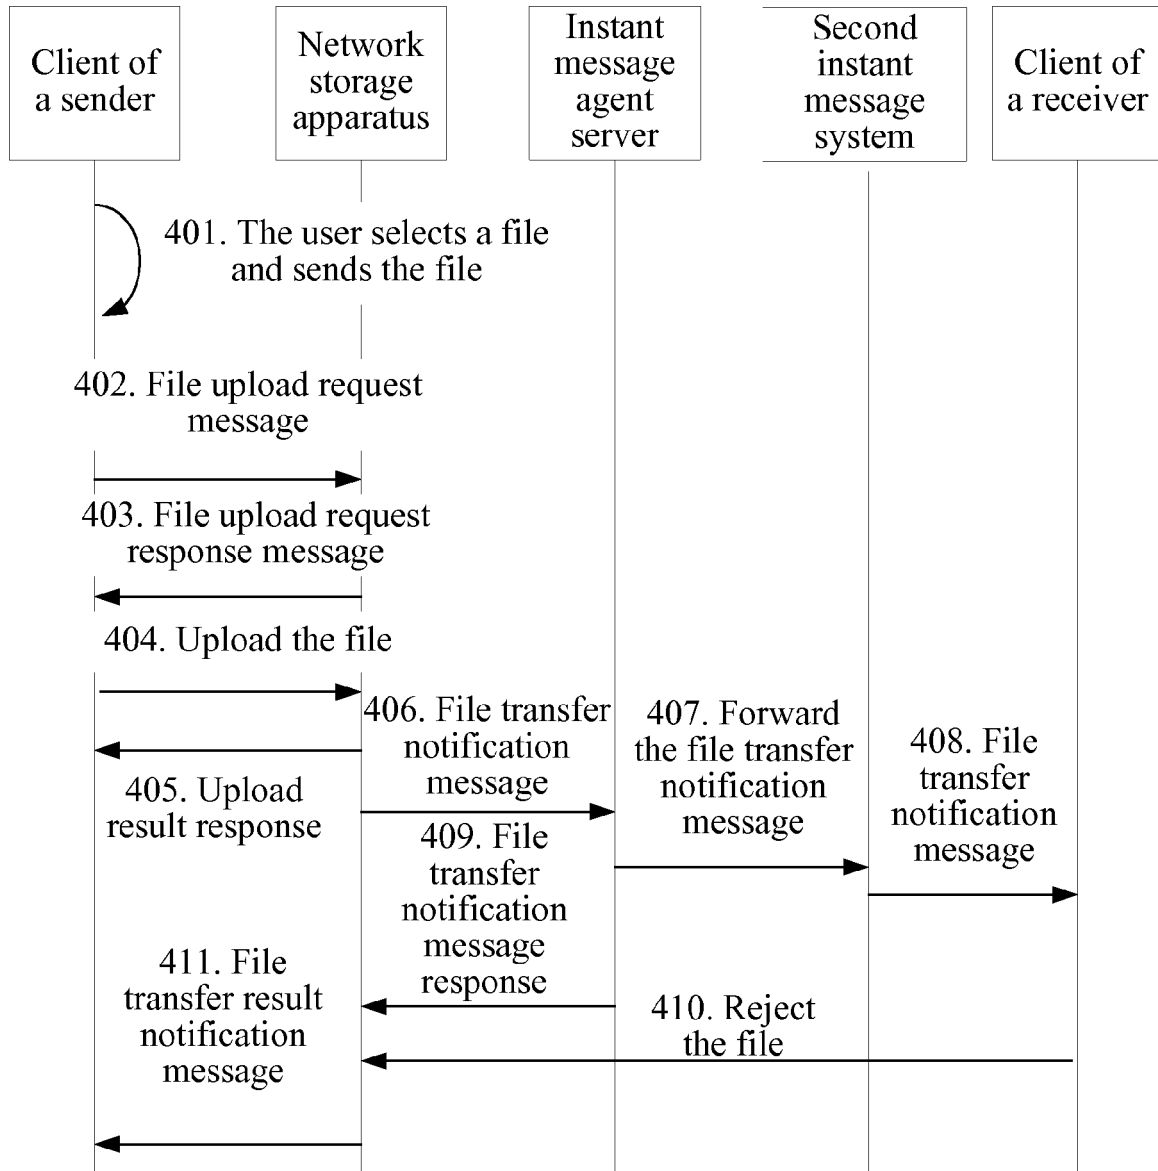 Client of
a sender
Network
storage
apparatus
Instant
message
agent
server
Second
instant
message
system
Client of
a receiver
401. The user selects a file
and sends the file
402. File upload request
message
403. File upload request
response message
404. Upload the file
405. Upload
result response
406. File transfer
notification
message
407. Forward
the file transfer
notification
message
408. File
transfer
notification
message
409. File
transfer
notification
message
response
410. Reject
the file
411. File
transfer result
notification
message